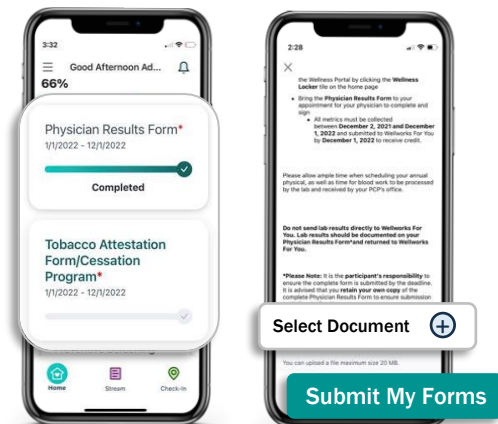 3:32
Good Afternoon Ad...
66%
Physician Results Form*
1/1/2022 - 12/1/2022
Completed
Tobacco Attestation
Form/Cessation
Program*
1/1/2022 - 12/1/2022
Home
Stream
Check-In
2:28
the Wellness Portal by clicking the Wellness
Locker tile on the home page
• Bring the Physician Results Form to your
appointment for your physician to complete and
sign
• All metrics must be collected
between December 2, 2021 and December
1, 2022 and submitted to Wellworks For You
by December 1, 2022 to receive credit.
Please allow ample time when scheduling your annual
physical, as well as time for blood work to be processed
by the lab and received by your PCP's office.
Do not send lab results directly to Wellworks For
You. Lab results should be documented on your
Physician Results Form*and returned to Wellworks
For You.
*Please Note: It is the participant's responsibility to
ensure the complete form is submitted by the deadline.
It is advised that you retain your own copy of the
complete Physician Results Form to ensure submission
Select Document
You can upload a file maximum size 20 MB.
Submit My Forms